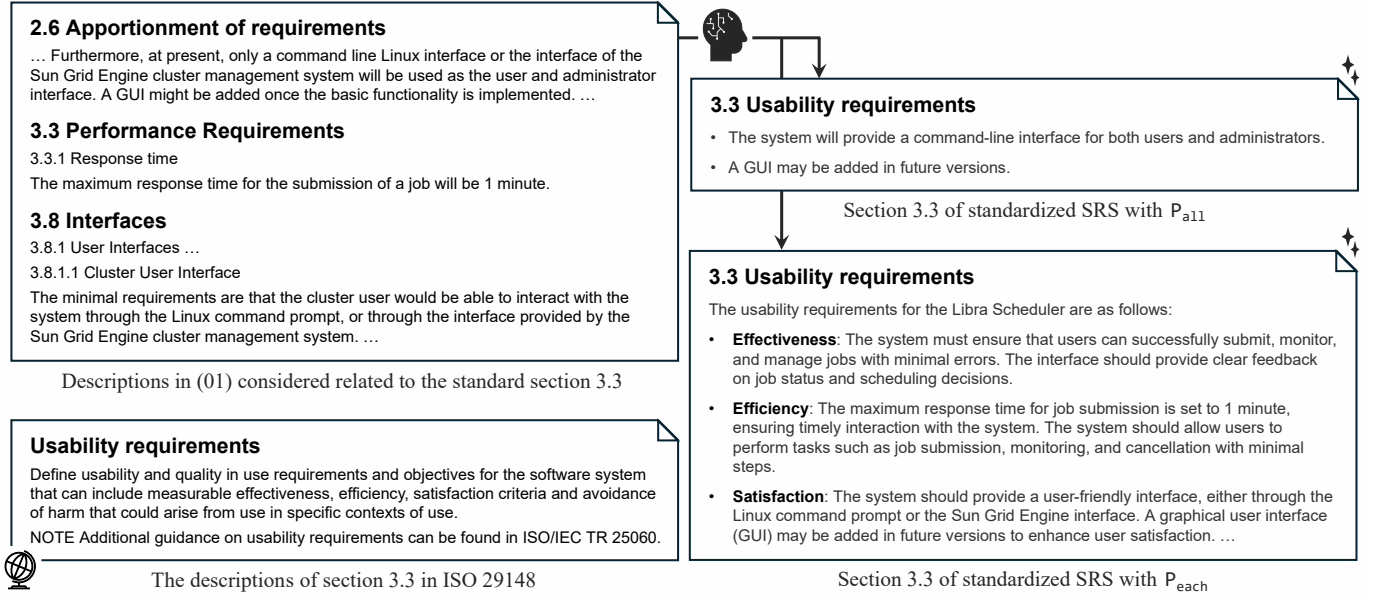 2.6 Apportionment of requirements
… Furthermore, at present, only a command line Linux interface or the interface of the
Sun Grid Engine cluster management system will be used as the user and administrator
interface. A GUI might be added once the basic functionality is implemented. …
3.3 Performance Requirements
3.3.1 Response time
The maximum response time for the submission of a job will be 1 minute.
3.8 Interfaces
3.8.1 User Interfaces …
3.8.1.1 Cluster User Interface
The minimal requirements are that the cluster user would be able to interact with the
system through the Linux command prompt, or through the interface provided by the
Sun Grid Engine cluster management system. …
Descriptions in (01) considered related to the standard section 3.3
Usability requirements
Define usability and quality in use requirements and objectives for the software system
that can include measurable effectiveness, efficiency, satisfaction criteria and avoidance
of harm that could arise from use in specific contexts of use.
NOTE Additional guidance on usability requirements can be found in ISO/IEC TR 25060.
The descriptions of section 3.3 in ISO 29148
3.3 Usability requirements
• The system will provide a command-line interface for both users and administrators.
• A GUI may be added in future versions.
Section 3.3 of standardized SRS with Pall
3.3 Usability requirements
The usability requirements for the Libra Scheduler are as follows:
• Effectiveness: The system must ensure that users can successfully submit, monitor,
and manage jobs with minimal errors. The interface should provide clear feedback
on job status and scheduling decisions.
• Efficiency: The maximum response time for job submission is set to 1 minute,
ensuring timely interaction with the system. The system should allow users to
perform tasks such as job submission, monitoring, and cancellation with minimal
steps.
• Satisfaction: The system should provide a user-friendly interface, either through the
Linux command prompt or the Sun Grid Engine interface. A graphical user interface
(GUI) may be added in future versions to enhance user satisfaction. …
Section 3.3 of standardized SRS with Peach